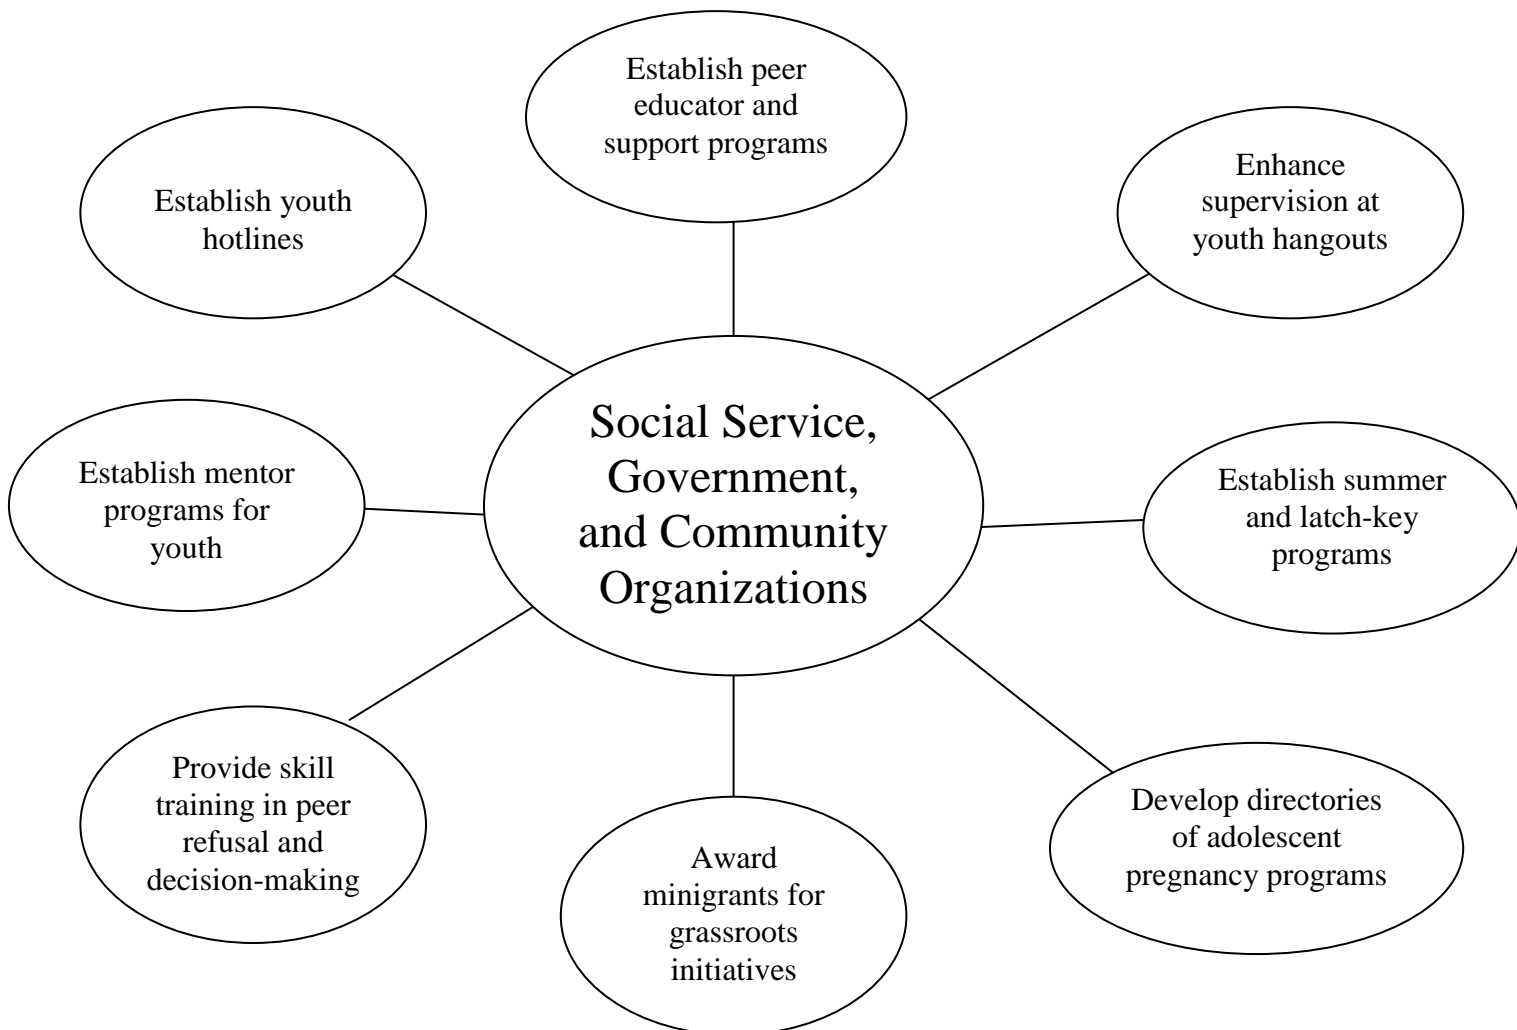 Establish peer
educator and
support programs
Enhance
supervision at
youth hangouts
Establish youth
hotlines
Social Service,
Government,
and Community
Organizations
Establish mentor
programs for
youth
Establish summer
and latch-key
programs
Provide skill
training in peer
refusal and
decision-making
Award
minigrants for
grassroots
initiatives
Develop directories
of adolescent
pregnancy programs